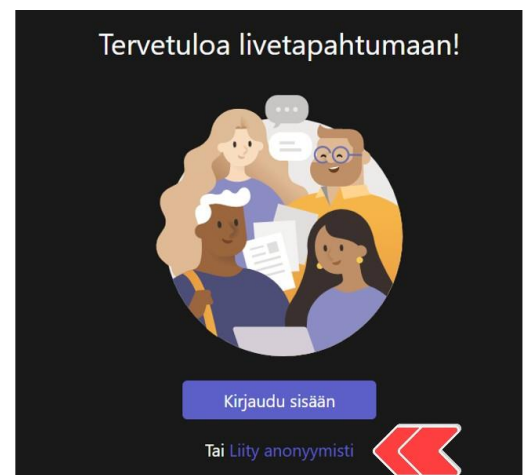 Tervetuloa livetapahtumaan!
Kirjaudu sisään
Tai Liity anonyymisti